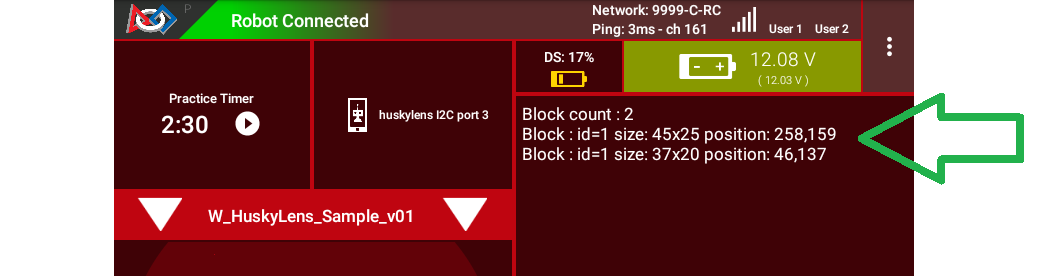 P
Robot Connected
Network: 9999-C-RC
Ping: 3ms - ch 161
User 1 User 2
Practice Timer
2:30
huskylens I2C port 3
DS: 17%
12.08 V
( 12.03 V )
Block count : 2
Block : id=1 size: 45x25 position: 258,159
Block : id=1 size: 37x20 position: 46,137
W_HuskyLens_Sample_v01